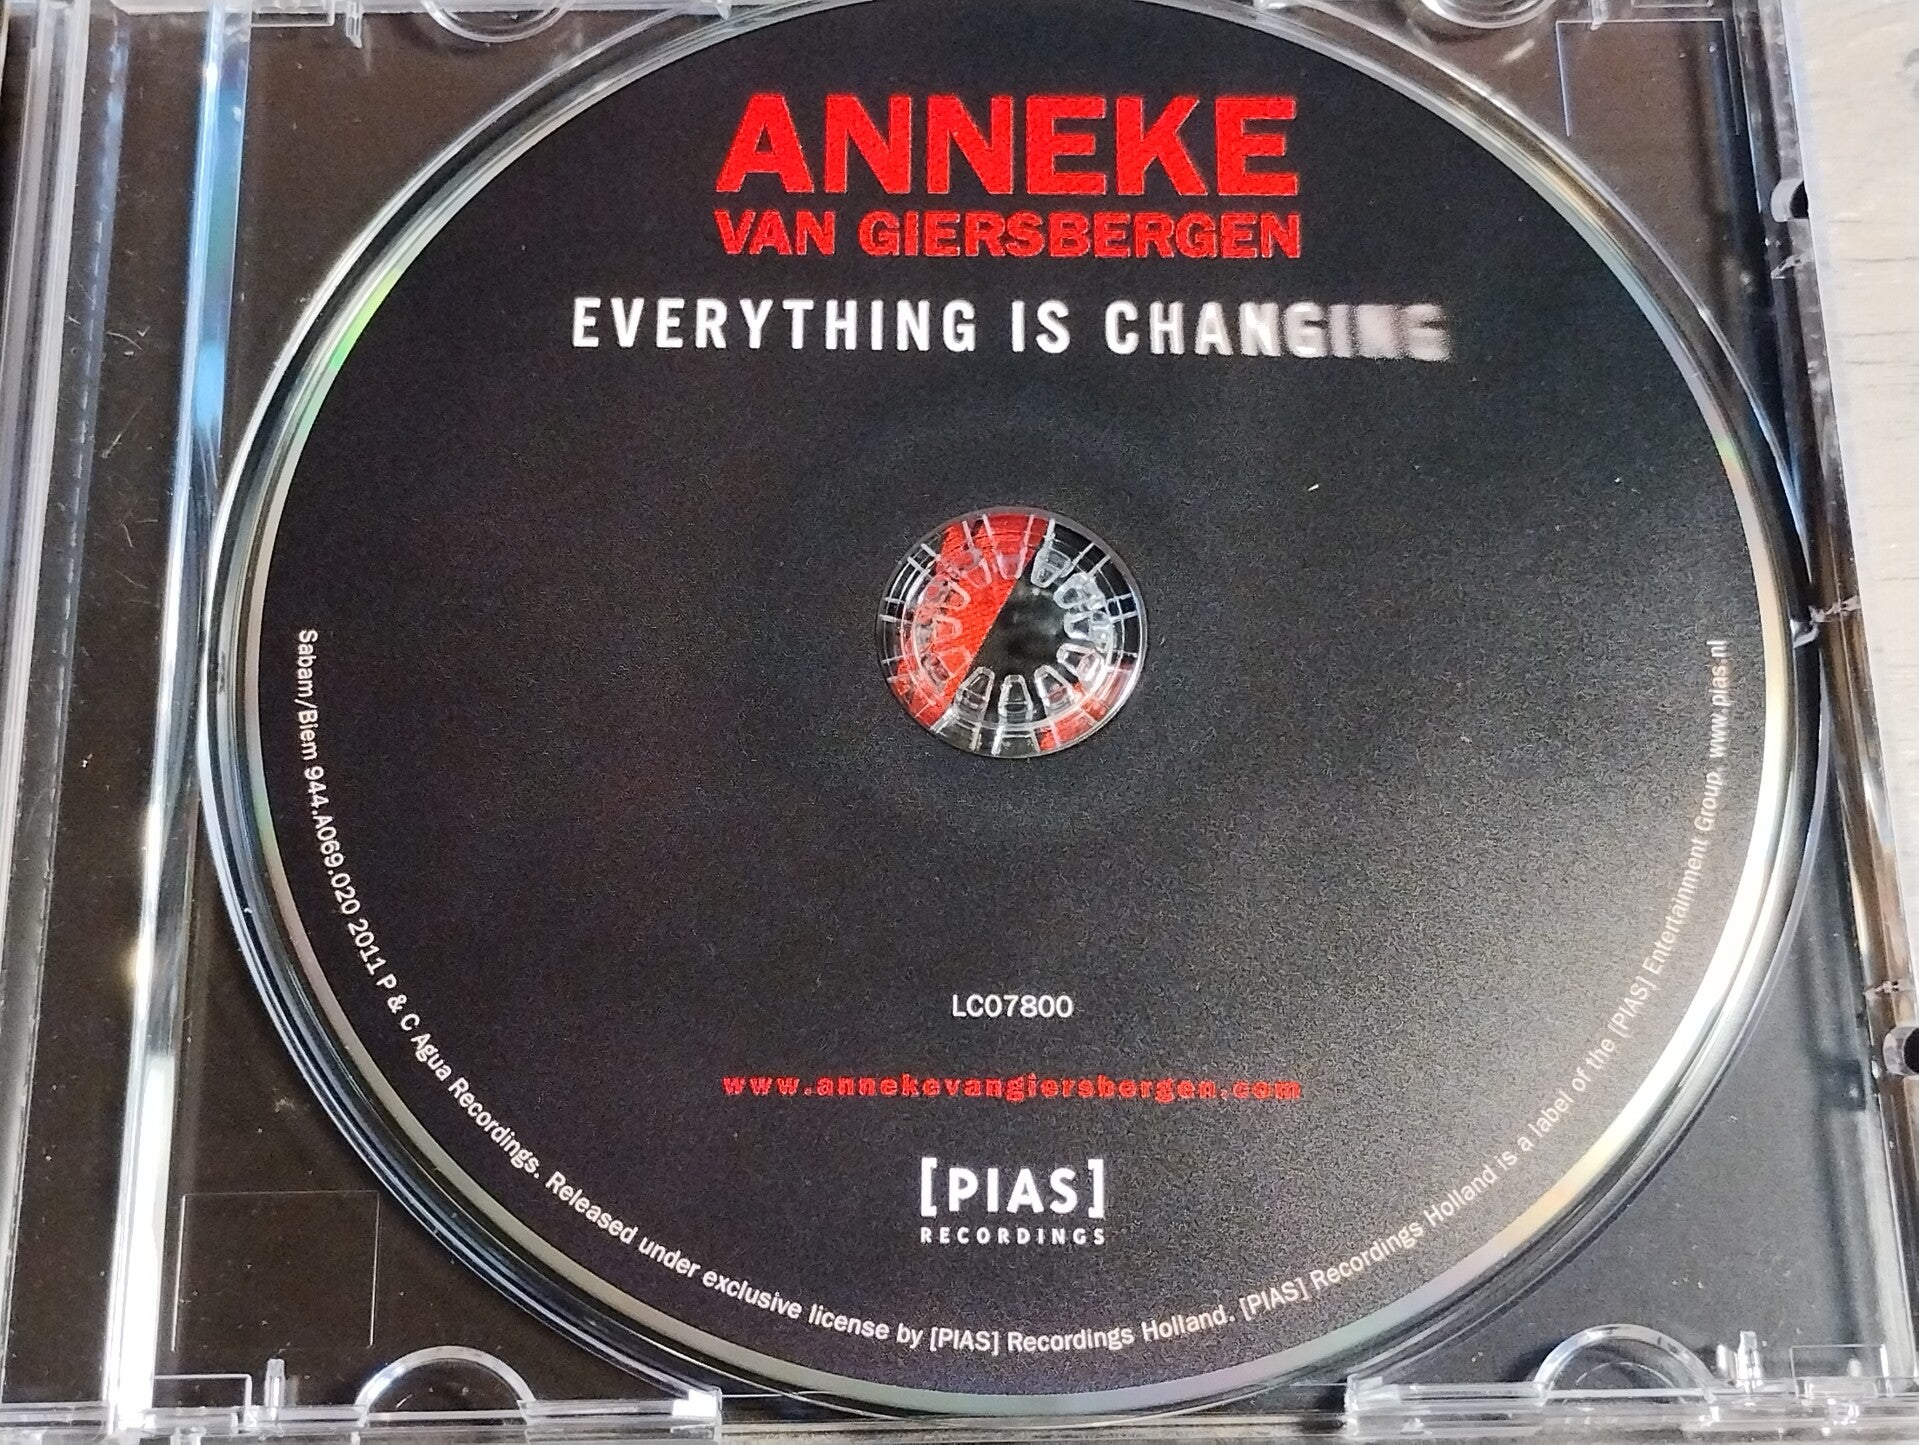 ANNEKE
VAN GIERSBERGEN
EVERYTHING IS CHANGING
LC07800
www.annekevangiersbergen.com
[PIAS]
RECORDINGS
Sabam/Biem 944.A069.020 2011 P & C Agua Recordings. Released under exclusive license by [PIAS] Recordings Holland. [PIAS] Recordings Holland is a label of the [PIAS] Entertainment Group. www.pias.nl